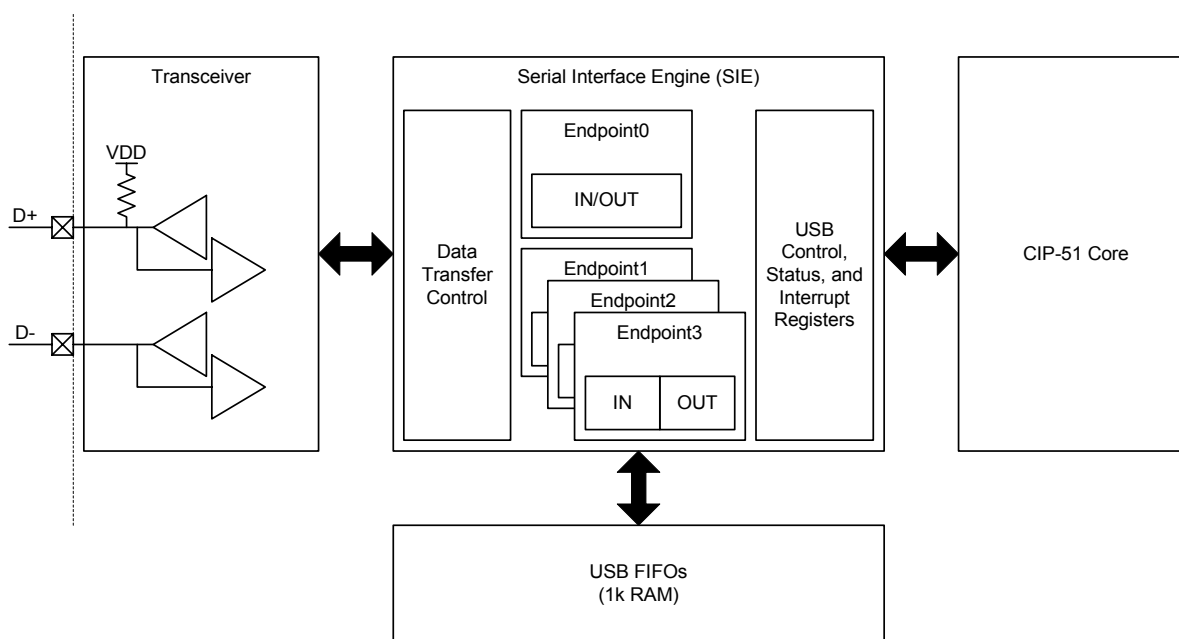 Transceiver
VDD
D+
D-
Serial Interface Engine (SIE)
Data
Transfer
Control
Endpoint0
IN/OUT
Endpoint1
Endpoint2
Endpoint3
IN OUT
USB
Control,
Status, and
Interrupt
Registers
CIP-51 Core
USB FIFOs
(1k RAM)